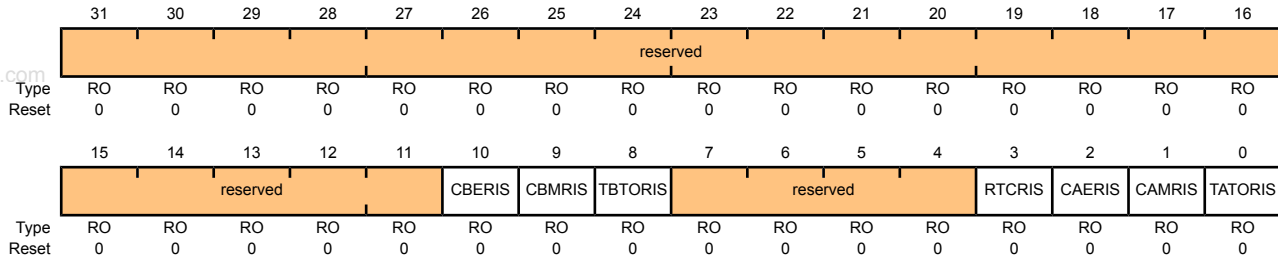 31 30 29 28 27 26 25 24 23 22 21 20 19 18 17 16
reserved
.com
Type RO RO RO RO RO RO RO RO RO RO RO RO RO RO RO RO
Reset 0 0 0 0 0 0 0 0 0 0 0 0 0 0 0 0
15 14 13 12 11 10 9 8 7 6 5 4 3 2 1 0
reserved CBERIS CBMRIS TBTORIS reserved RTCRIS CAERIS CAMRIS TATORIS
Type RO RO RO RO RO RO RO RO RO RO RO RO RO RO RO RO
Reset 0 0 0 0 0 0 0 0 0 0 0 0 0 0 0 0